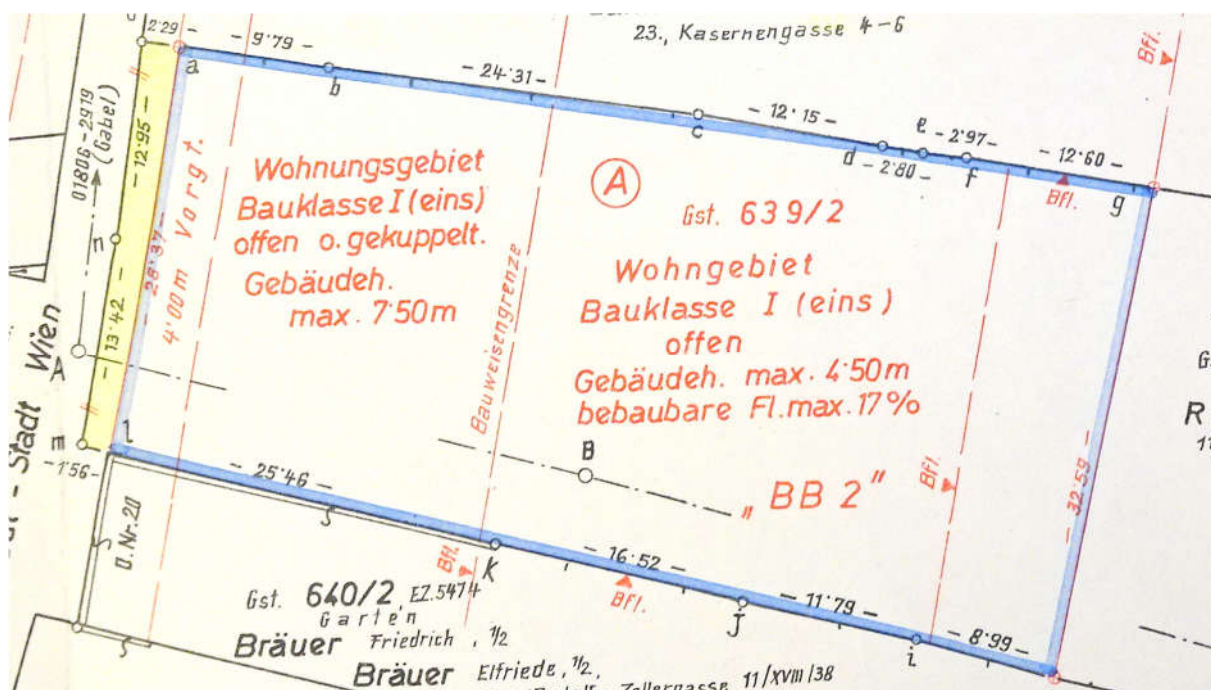 23., Kasernengasse 4-6
Bfl.
2·29
a
- 9·79 -
b
- 24·31 -
c
- 12·15 -
d
- 2·80 -
e
- 2·97 -
f
- 12·60 -
Bfl.
g
01806-2919
(Gabel)
- 12·95 -
n
- 28·37 -
- 13·42 -
4·00m Vorgt.
Wohnungsgebiet
Bauklasse I (eins)
offen o. gekuppelt.
Gebäudeh.
max. 7·50m
Bauweisengrenze
A
Gst. 639/2
Wohngebiet
Bauklasse I (eins)
offen
Gebäudeh. max. 4·50m
bebaubare Fl.max.17%
B
„BB 2"
Bfl.
- 32·59 -
R
Stadt Wien
A
m
- 1·56 -
l
- 25·46 -
O.Nr.20
k
Bfl.
- 16·52 -
Bfl.
J
- 11·79 -
i
- 8·99 -
Gst. 640/2, EZ.5474
Garten
Bräuer Friedrich, 1/2
Bräuer Elfriede, 1/2,
Zellergasse 11/XVIII/38